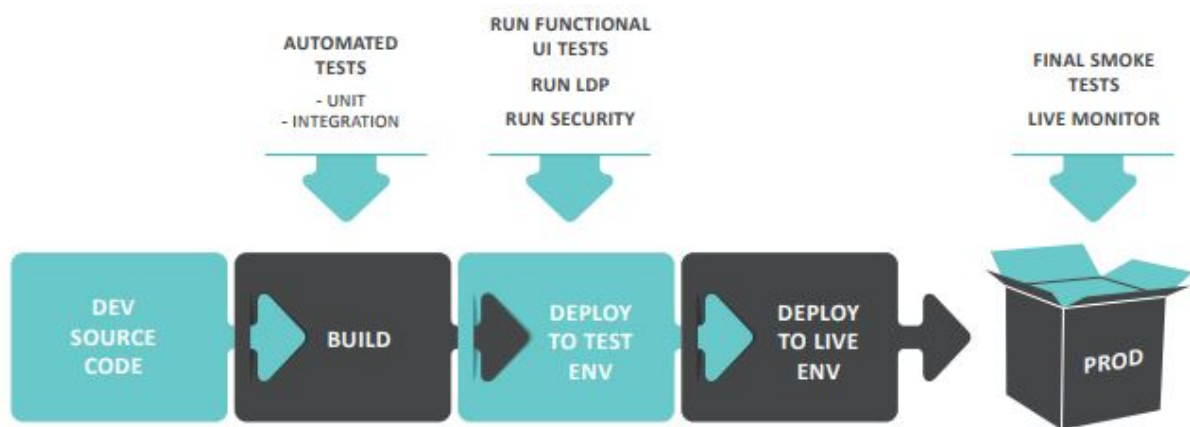 AUTOMATED
TESTS
- UNIT
- INTEGRATION
RUN FUNCTIONAL
UI TESTS
RUN LDP
RUN SECURITY
FINAL SMOKE
TESTS
LIVE MONITOR
DEV
SOURCE
CODE
BUILD
DEPLOY
TO TEST
ENV
DEPLOY
TO LIVE
ENV
PROD